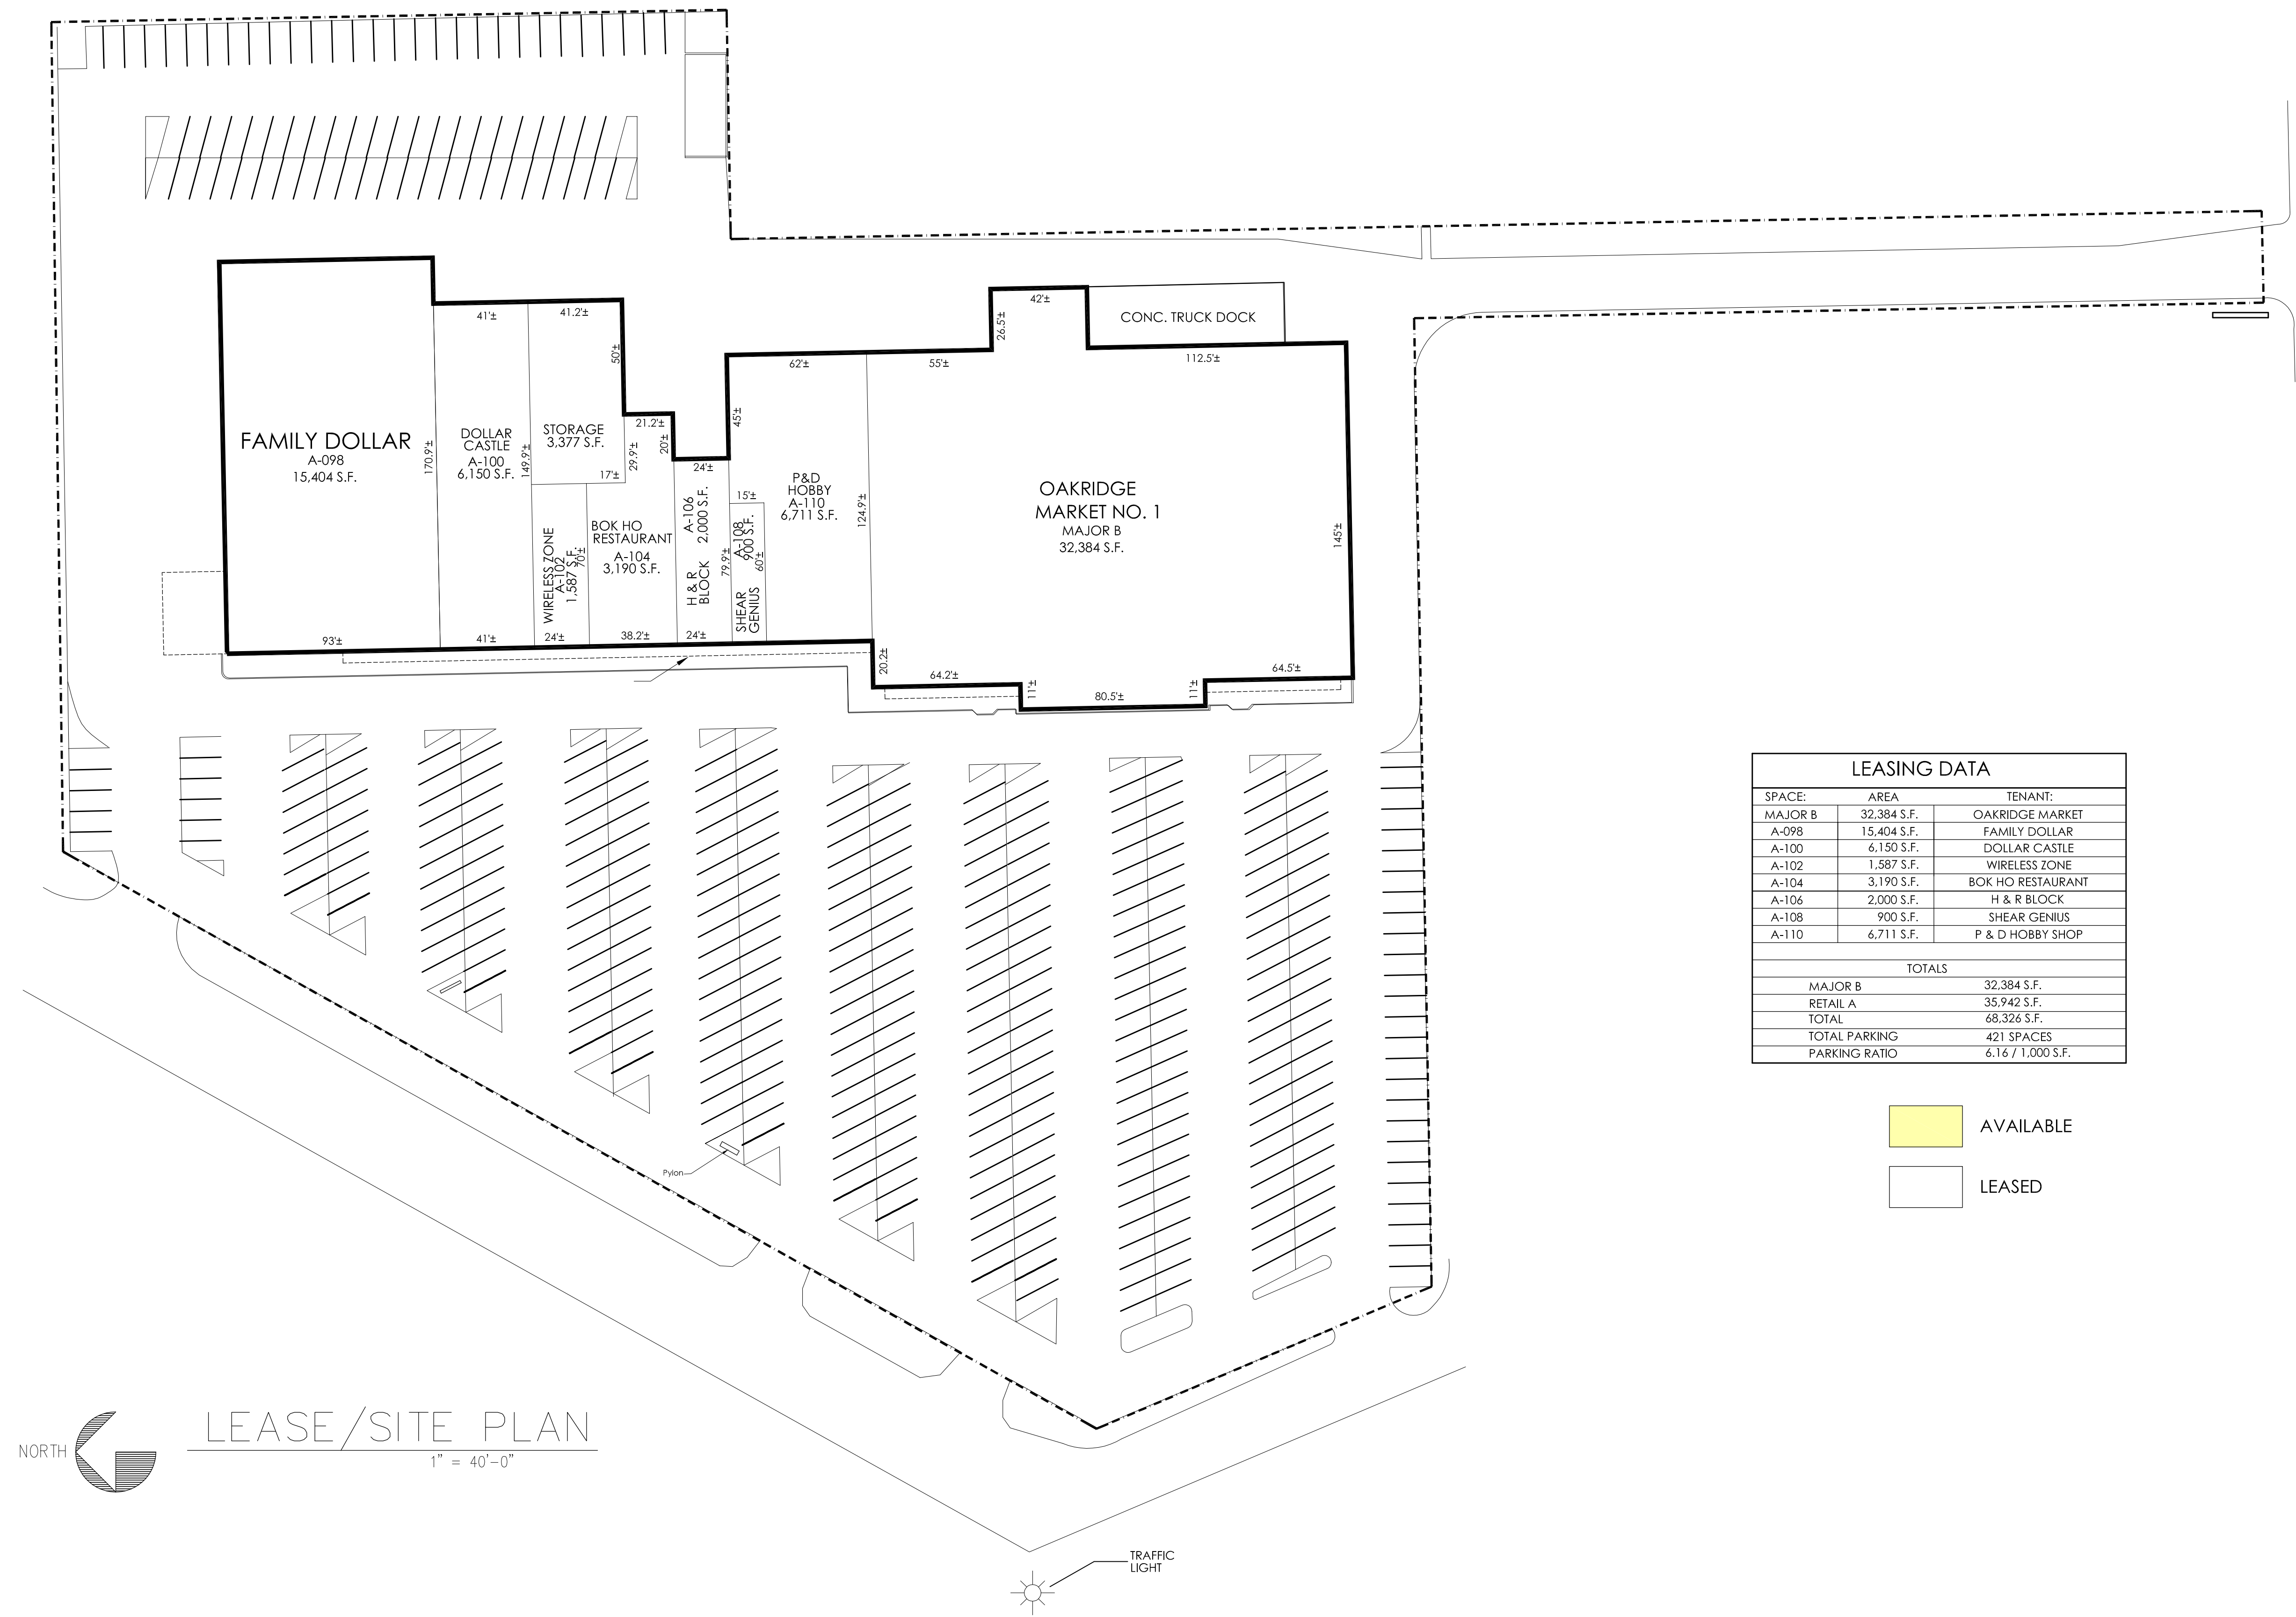 42'±
CONC. TRUCK DOCK
41'±
41.2'±
26.5'±
50'±
62'±
55'±
112.5'±
FAMILY DOLLAR
A-098
15,404 S.F.
170.9'±
DOLLAR
CASTLE
A-100
6,150 S.F.
149.9'±
STORAGE
3,377 S.F.
17'±
29.9'±
21.2'±
20'±
45'±
24'±
15'±
P&D
HOBBY
A-110
6,711 S.F.
124.9'±
OAKRIDGE
MARKET NO. 1
MAJOR B
32,384 S.F.
145'±
WIRELESS ZONE
A-102
1,587 S.F.
70'±
BOK HO
RESTAURANT
A-104
3,190 S.F.
H & R
BLOCK
A-106
2,000 S.F.
79.9'±
SHEAR
GENIUS
A-108
900 S.F.
60'±
93'±
41'±
24'±
38.2'±
24'±
20.2'±
64.2'±
11'±
80.5'±
11'±
64.5'±
Pylon
LEASING DATA
SPACE: AREA TENANT:
MAJOR B 32,384 S.F. OAKRIDGE MARKET
A-098 15,404 S.F. FAMILY DOLLAR
A-100 6,150 S.F. DOLLAR CASTLE
A-102 1,587 S.F. WIRELESS ZONE
A-104 3,190 S.F. BOK HO RESTAURANT
A-106 2,000 S.F. H & R BLOCK
A-108 900 S.F. SHEAR GENIUS
A-110 6,711 S.F. P & D HOBBY SHOP
TOTALS
MAJOR B 32,384 S.F.
RETAIL A 35,942 S.F.
TOTAL 68,326 S.F.
TOTAL PARKING 421 SPACES
PARKING RATIO 6.16 / 1,000 S.F.
AVAILABLE
LEASED
NORTH
LEASE/SITE PLAN
1" = 40'-0"
TRAFFIC
LIGHT